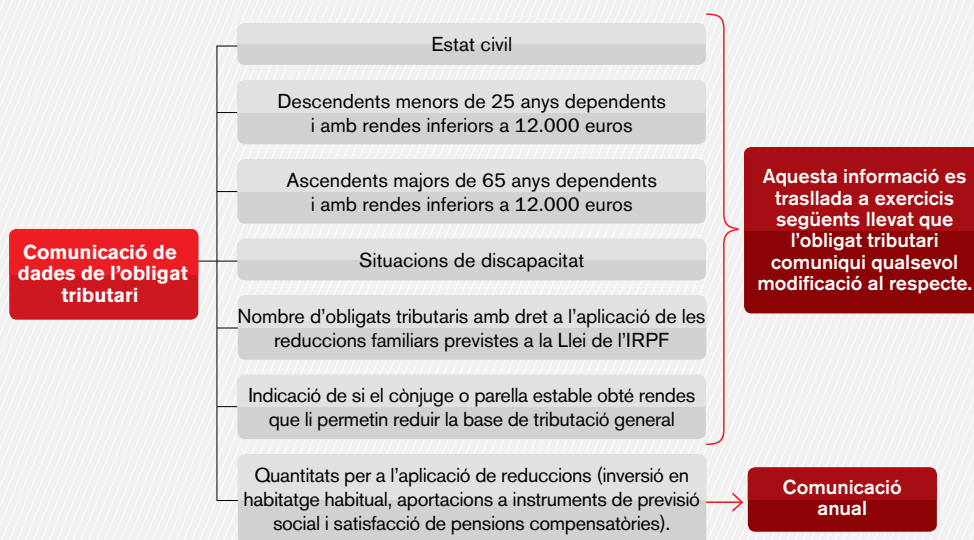 Comunicació de
dades de l'obligat
tributari
Estat civil
Descendents menors de 25 anys dependents
i amb rendes inferiors a 12.000 euros
Ascendents majors de 65 anys dependents
i amb rendes inferiors a 12.000 euros
Situacions de discapacitat
Nombre d'obligats tributaris amb dret a l'aplicació de les
reduccions familiars previstes a la Llei de l'IRPF
Indicació de si el cònjuge o parella estable obté rendes
que li permetin reduir la base de tributació general
Quantitats per a l'aplicació de reduccions (inversió en
habitatge habitual, aportacions a instruments de previsió
social i satisfacció de pensions compensatòries).
Aquesta informació es
trasllada a exercicis
següents llevat que
l'obligat tributari
comuniqui qualsevol
modificació al respecte.
Comunicació
anual